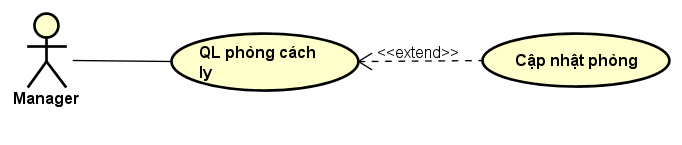 QL phòng cách
ly
<<extend>>
Cập nhật phòng
Manager